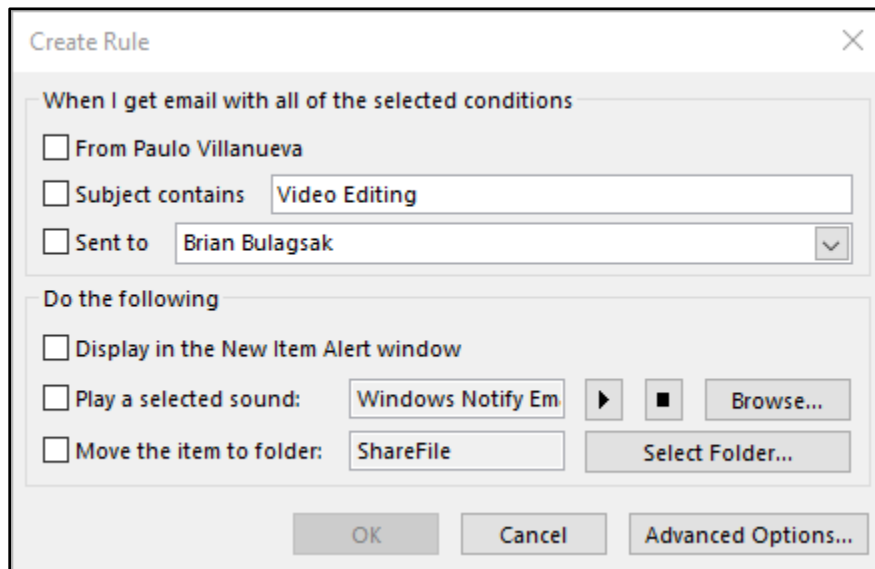 Create Rule
When I get email with all of the selected conditions
From Paulo Villanueva
Subject contains Video Editing
Sent to Brian Bulagsak
Do the following
Display in the New Item Alert window
Play a selected sound: Windows Notify Em Browse...
Move the item to folder: ShareFile Select Folder...
OK Cancel Advanced Options...